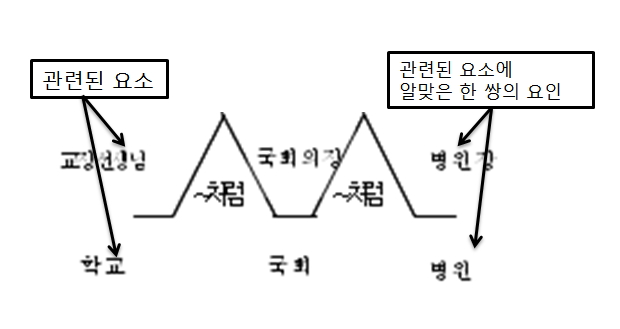 관련된 요소
관련된 요소에
알맞은 한 쌍의 요인
교장선생님
국회의장
병원장
~처럼
~처럼
학교
국회
병원